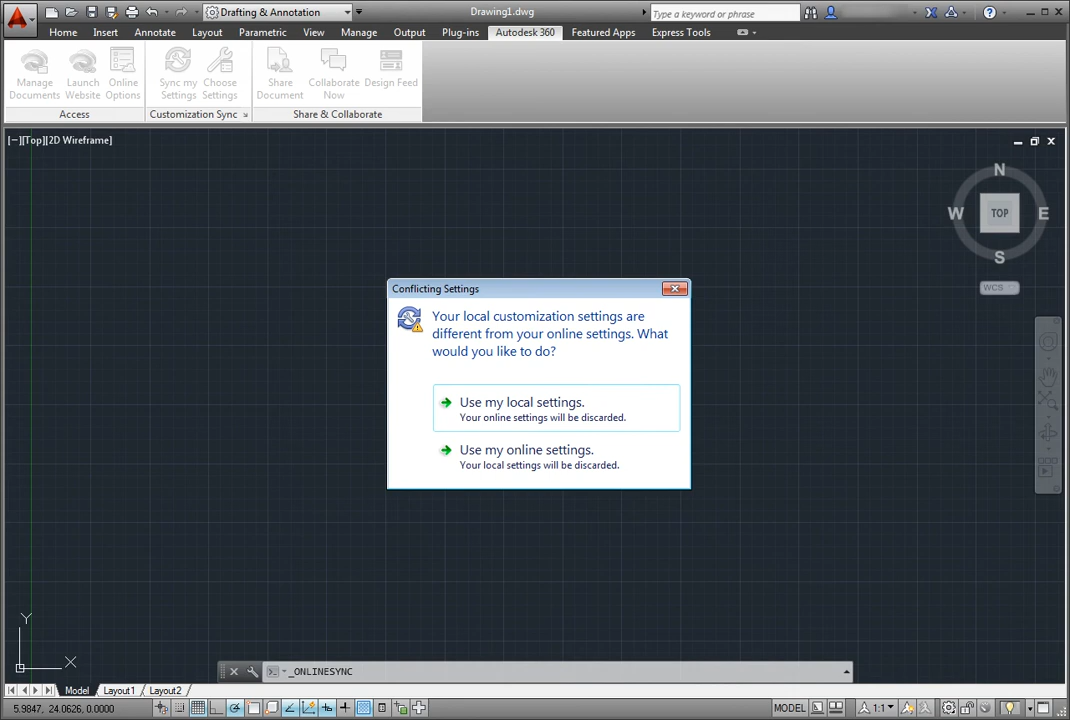 Drafting & Annotation
Drawing1.dwg
Type a keyword or phrase
Home Insert Annotate Layout Parametric View Manage Output Plug-ins Autodesk 360 Featured Apps Express Tools
Manage Documents
Launch Website
Online Options
Sync my Settings
Choose Settings
Share Document
Collaborate Now
Design Feed
Access
Customization Sync
Share & Collaborate
[−][Top][2D Wireframe]
N
W
TOP
E
S
WCS
Conflicting Settings
Your local customization settings are
different from your online settings. What
would you like to do?
Use my local settings.
Your online settings will be discarded.
Use my online settings.
Your local settings will be discarded.
Y
X
_ONLINESYNC
Model Layout1 Layout2
5.9847, 24.0626, 0.0000
MODEL
1:1